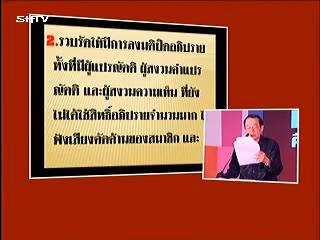 StfTV
2.รวบรัดให้มีการลงมติปิดอภิปราย
ทั้งที่มีผู้แปรญัตติ ผู้สงวนคำแปร
ญัตติ และผู้สงวนความเห็น ที่ยัง
ไม่ได้ใช้สิทธิ์อภิปรายจำนวนมาก
ฟังเสียงคัดค้านของสมาชิก และ